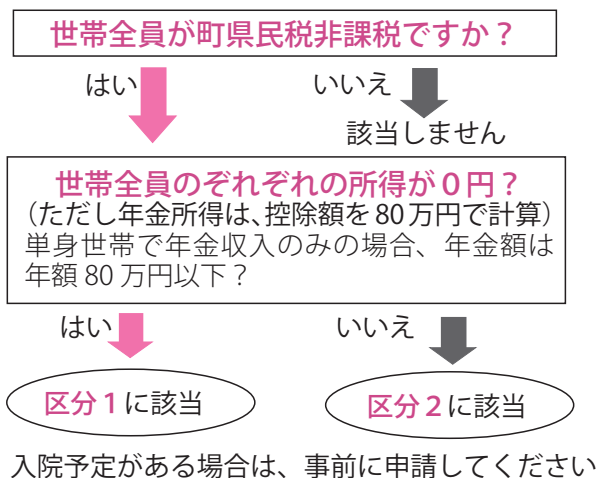 世帯全員が町県民税非課税ですか？
はい
いいえ
該当しません
世帯全員のぞれぞれの所得が０円？
（ただし年金所得は、控除額を80万円で計算）
単身世帯で年金収入のみの場合、年金額は
年額 80 万円以下？
はい
いいえ
区分１に該当
区分２に該当
入院予定がある場合は、事前に申請してください